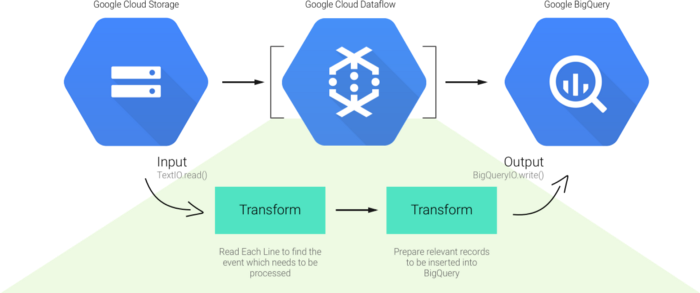 Google Cloud Storage
Google Cloud Dataflow
Google BigQuery
Input
TextIO.read()
Output
BigQueryIO.write()
Transform
Transform
Read Each Line to find the
event which needs to be
processed
Prepare relevant records
to be inserted into
BigQuery